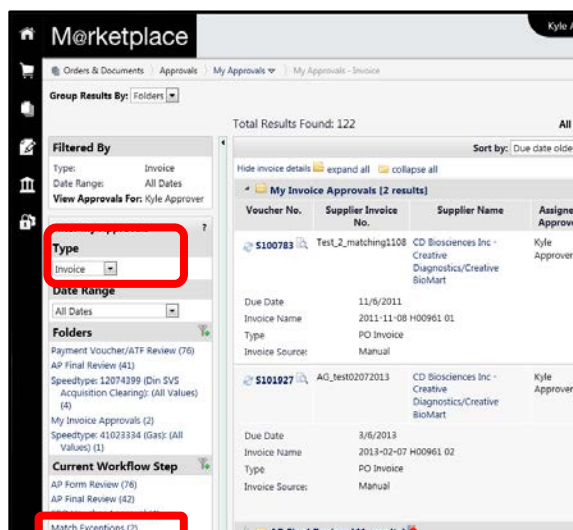 M@rketplace
Kyle A
Orders & Documents Approvals My Approvals My Approvals - Invoice
Group Results By: Folders
Total Results Found: 122 All
Filtered By
Sort by: Due date olde
Type: Invoice
Date Range: All Dates
View Approvals For: Kyle Approver
Hide invoice details expand all collapse all
My Invoice Approvals [2 results]
?
Voucher No. Supplier Invoice No. Supplier Name Assigne Approve
Type
Invoice
Date Range
All Dates
Folders
Payment Voucher/ATF Review (76)
AP Final Review (41)
Speedtype: 12074399 (Din SVS
Acquisition Clearing): (All Values)
(4)
My Invoice Approvals (2)
Speedtype: 41023334 (Gas): (All
Values) (1)
Current Workflow Step
AP Form Review (76)
AP Final Review (42)
Match Exceptions (2)
S100783 Test_2_matching1108 CD Biosciences Inc - Kyle
Creative Approver
Diagnostics/Creative
BioMart
Due Date 11/6/2011
Invoice Name 2011-11-08 H00961 01
Type PO Invoice
Invoice Source: Manual
S101927 AG_test02072013 CD Biosciences Inc - Kyle
Creative Approver
Diagnostics/Creative
BioMart
Due Date 3/6/2013
Invoice Name 2013-02-07 H00961 02
Type PO Invoice
Invoice Source: Manual